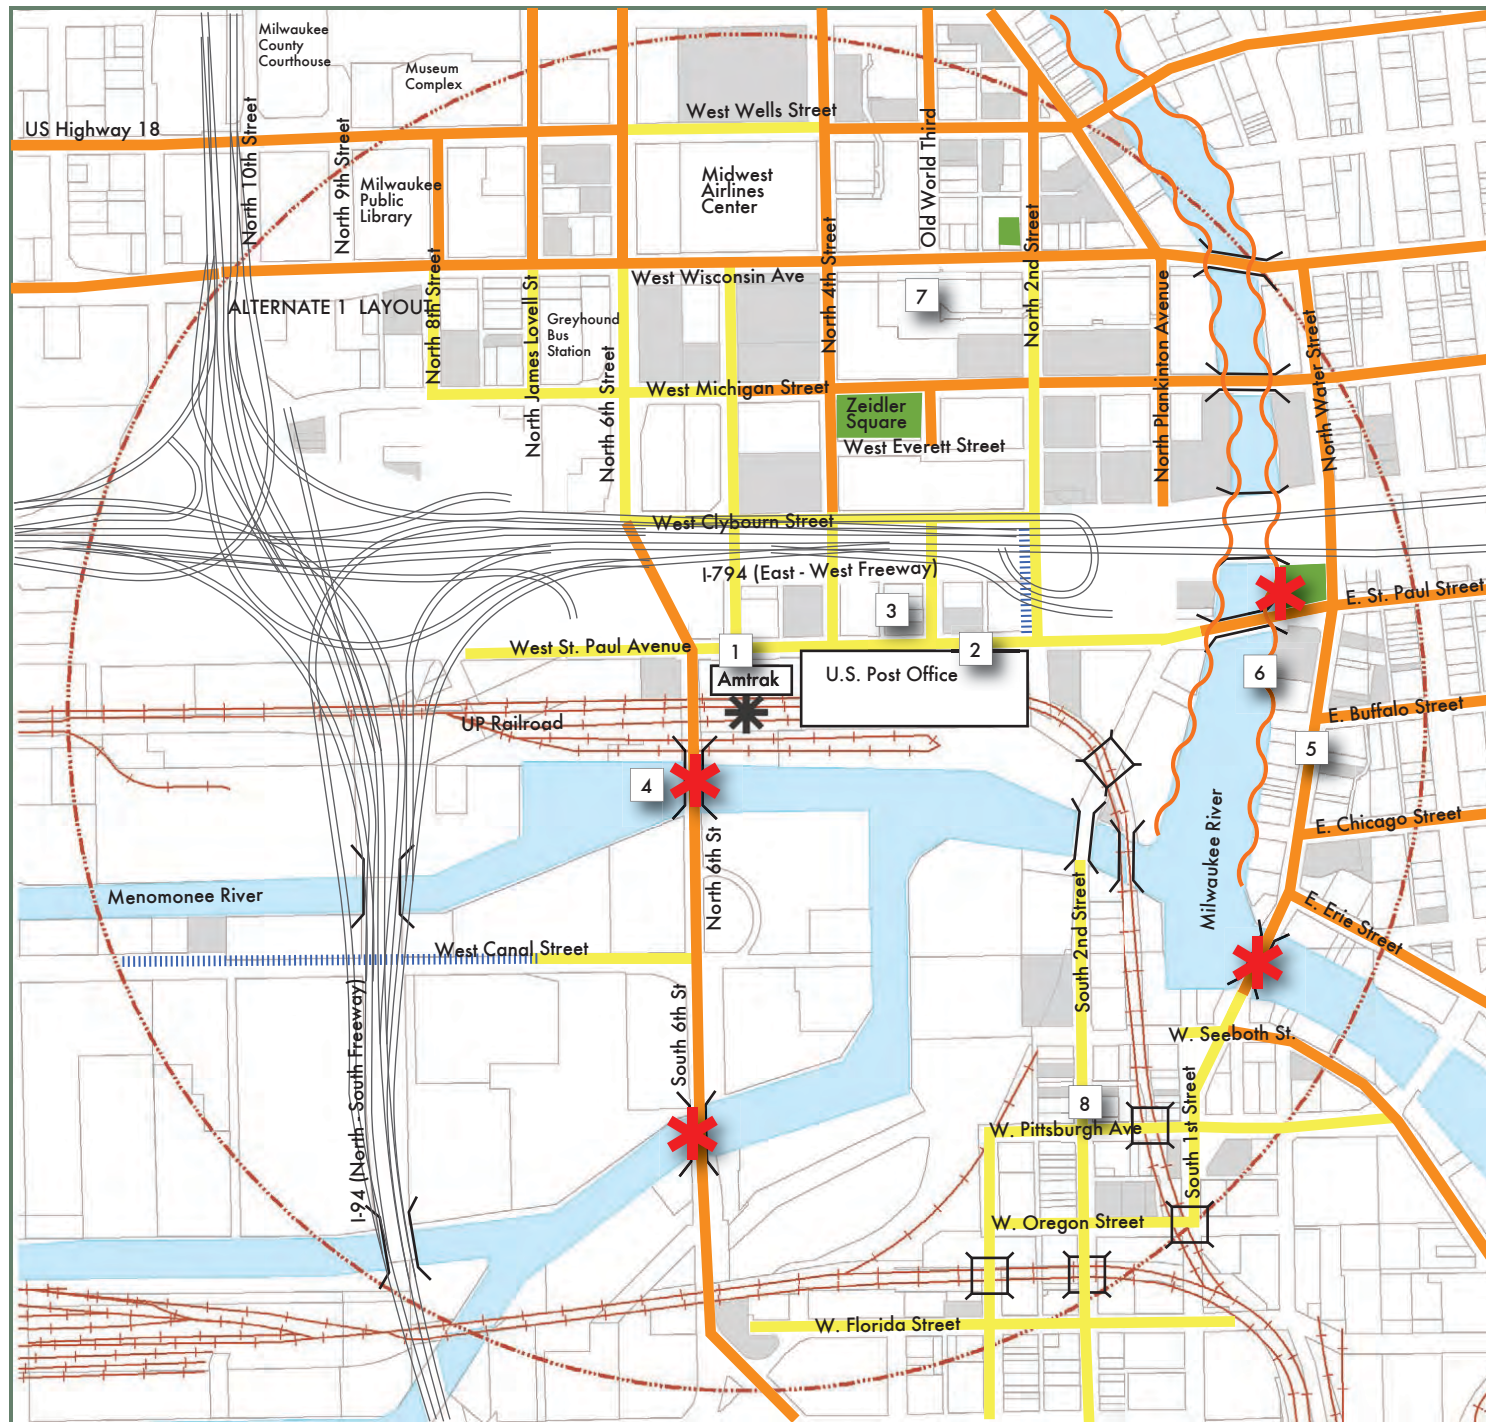 Milwaukee
County
Courthouse
Museum
Complex
West Wells Street
US Highway 18
North 10th Street
North 9th Street
Old World Third
Milwaukee
Public
Library
Midwest
Airlines
Center
North 4th Street
North 2nd Street
North 8th Street
West Wisconsin Ave
North James Lovell St
North Plankinton Avenue
ALTERNATE 1 LAYOUT
7
Greyhound
Bus
Station
North 6th Street
North Water Street
West Michigan Street
Zeidler
Square
West Everett Street
West Clybourn Street
I-794 (East - West Freeway)
3
E. St. Paul Street
West St. Paul Avenue
1
2
Amtrak
U.S. Post Office
6
UP Railroad
E. Buffalo Street
5
4
E. Chicago Street
Milwaukee River
North 6th St
Menomonee River
South 2nd Street
E. Erie Street
West Canal Street
I-94 (North - South Freeway)
South 6th St
W. Seeboth St.
South 1st Street
8
W. Pittsburgh Ave
W. Oregon Street
W. Florida Street